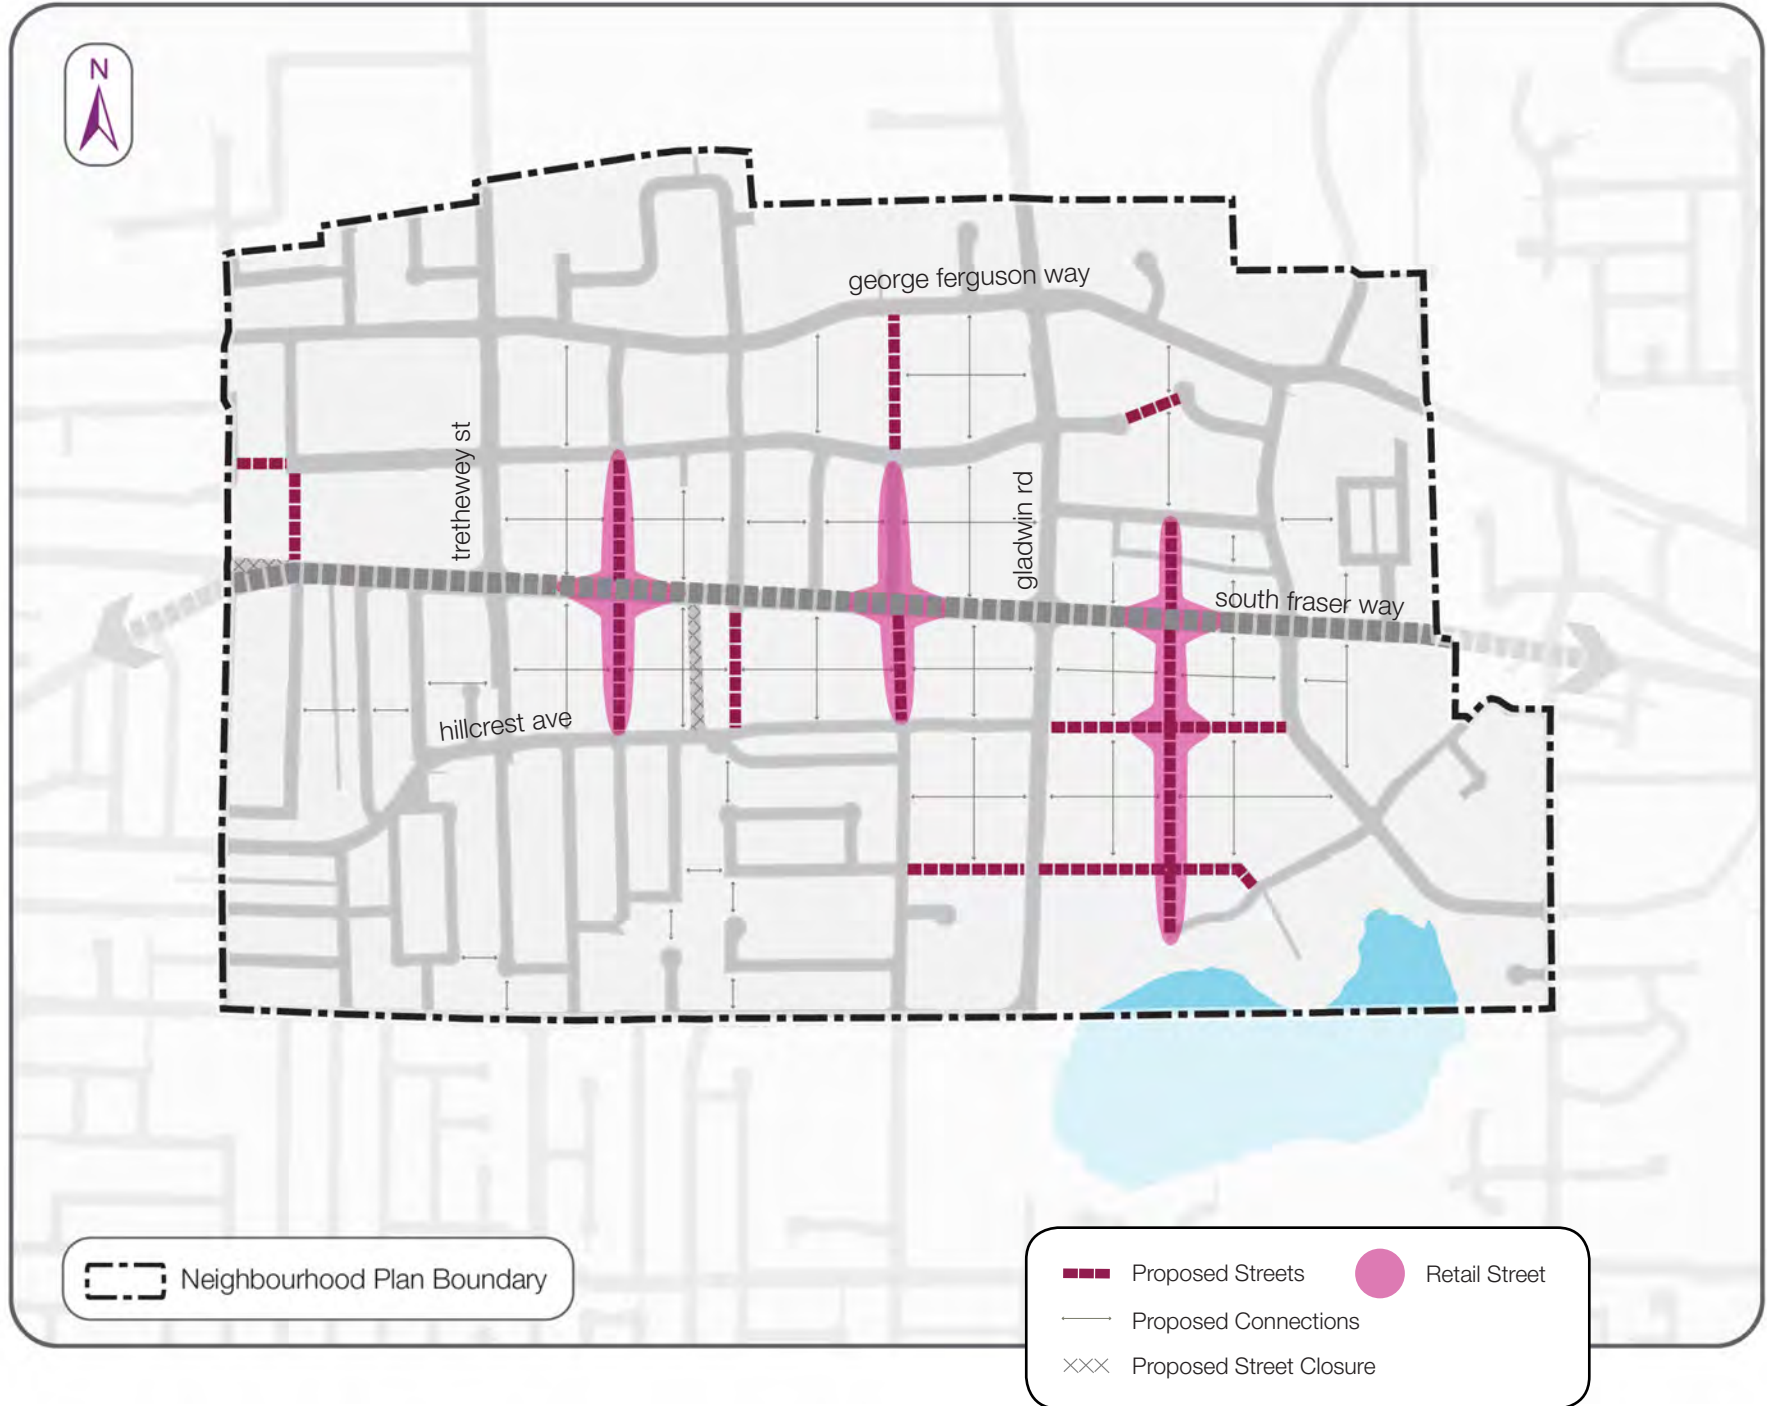 N
george ferguson way
trethewey st
gladwin rd
south fraser way
hillcrest ave
Neighbourhood Plan Boundary
Proposed Streets
Retail Street
Proposed Connections
Proposed Street Closure